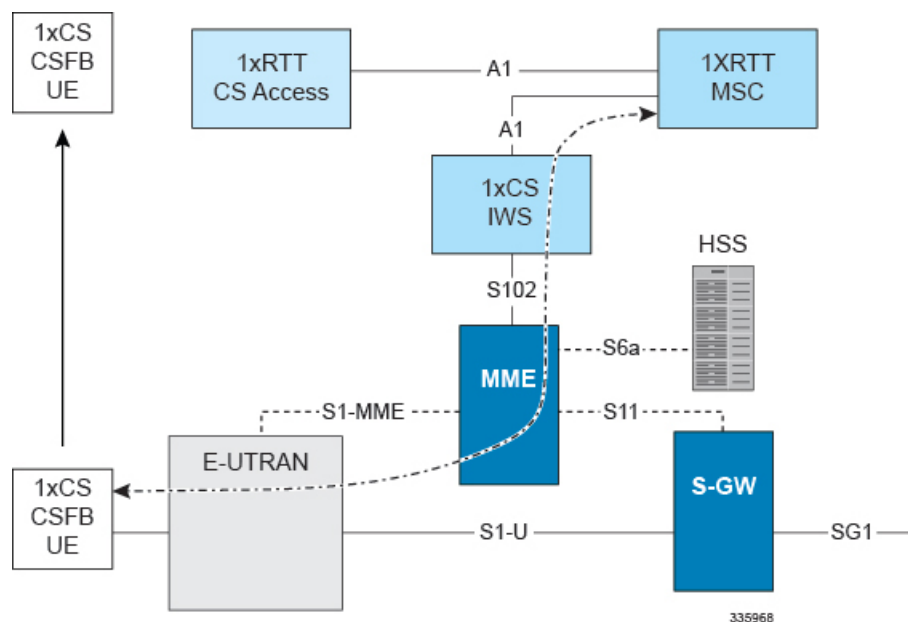 1xCS
CSFB
UE
1xRTT
CS Access
A1
1XRTT
MSC
A1
1xCS
IWS
HSS
S102
MME
S6a
S1-MME
S11
E-UTRAN
1xCS
CSFB
UE
S-GW
S1-U
SG1
335968